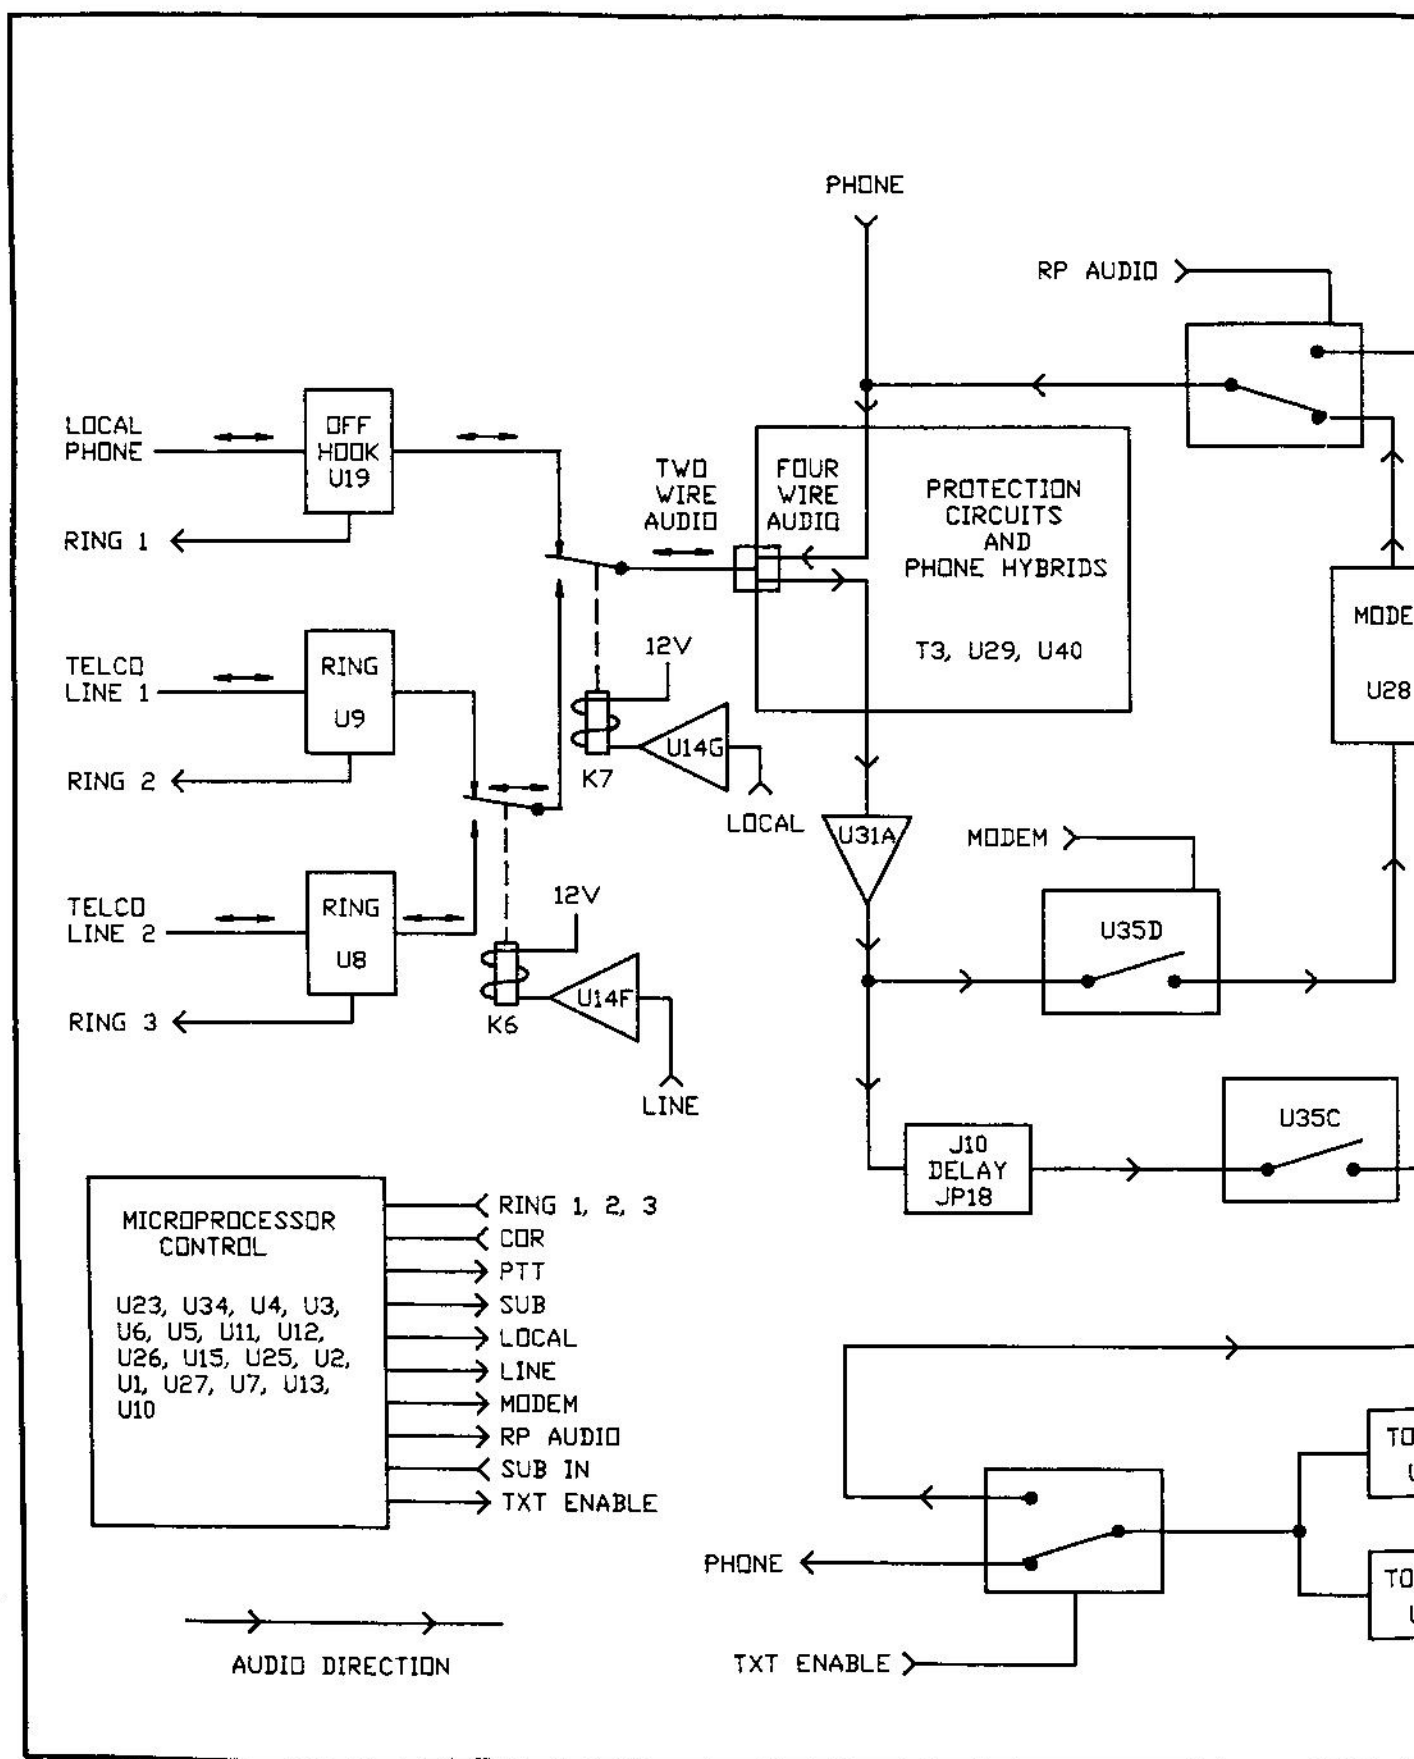 PHONE
RP AUDIO
LOCAL
PHONE
OFF
HOOK
U19
RING 1
TWO
WIRE
AUDIO
FOUR
WIRE
AUDIO
PROTECTION
CIRCUITS
AND
PHONE HYBRIDS
T3, U29, U40
MODE
U28
TELCO
LINE 1
RING
U9
RING 2
12V
U14G
K7
LOCAL
U31A
MODEM
U35D
TELCO
LINE 2
RING
U8
RING 3
12V
U14F
K6
LINE
J10
DELAY
JP18
U35C
MICROPROCESSOR
CONTROL
U23, U34, U4, U3,
U6, U5, U11, U12,
U26, U15, U25, U2,
U1, U27, U7, U13,
U10
RING 1, 2, 3
COR
PTT
SUB
LOCAL
LINE
MODEM
RP AUDIO
SUB IN
TXT ENABLE
TO
TO
PHONE
TXT ENABLE
AUDIO DIRECTION